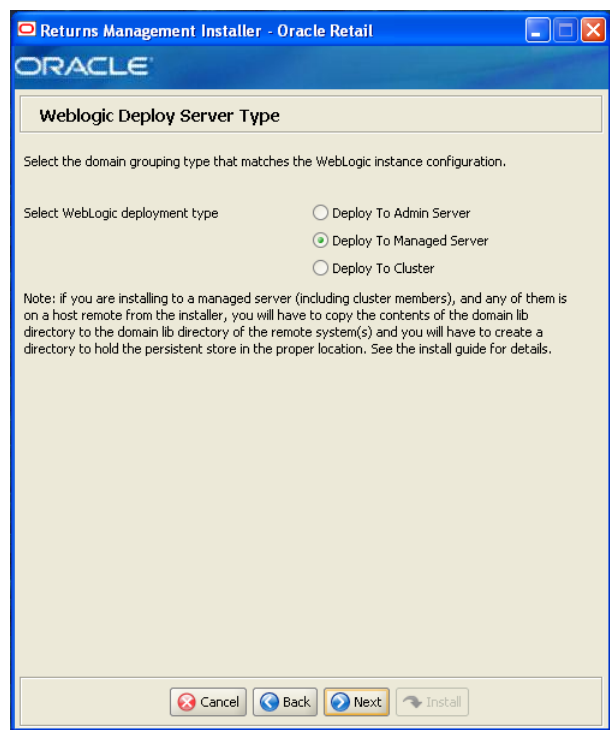 Returns Management Installer - Oracle Retail
ORACLE
Weblogic Deploy Server Type
Select the domain grouping type that matches the WebLogic instance configuration.
Select WebLogic deployment type
Deploy To Admin Server
Deploy To Managed Server
Deploy To Cluster
Note: if you are installing to a managed server (including cluster members), and any of them is
on a host remote from the installer, you will have to copy the contents of the domain lib
directory to the domain lib directory of the remote system(s) and you will have to create a
directory to hold the persistent store in the proper location. See the install guide for details.
Cancel Back Next Install